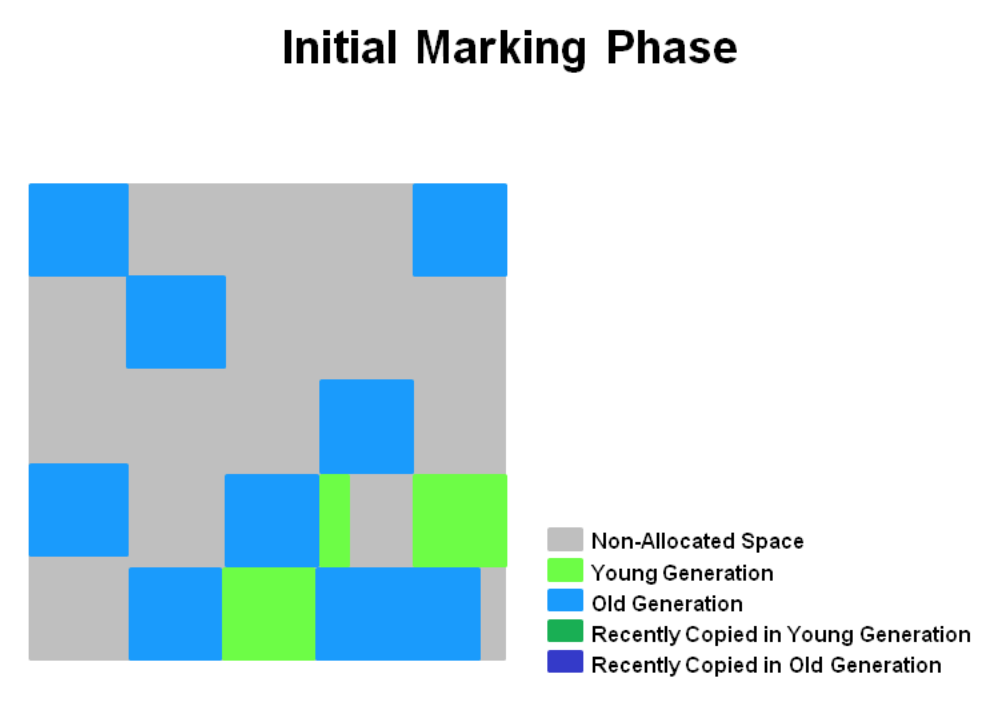 Initial Marking Phase
Non-Allocated Space
Young Generation
Old Generation
Recently Copied in Young Generation
Recently Copied in Old Generation